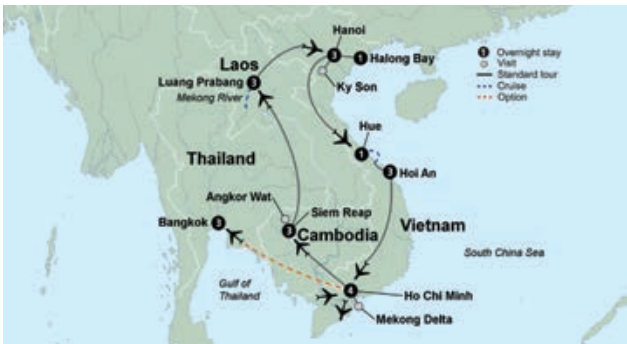 Hanoi
3
1
Halong Bay
Ky Son
Laos
Luang Prabang
3
Mekong River
1
Overnight stay
Visit
Standard tour
Cruise
Option
Hue
1
3
Hoi An
Thailand
Angkor Wat
Siem Reap
3
Cambodia
Bangkok
3
Vietnam
South China Sea
Gulf of
Thailand
4
Ho Chi Minh
Mekong Delta